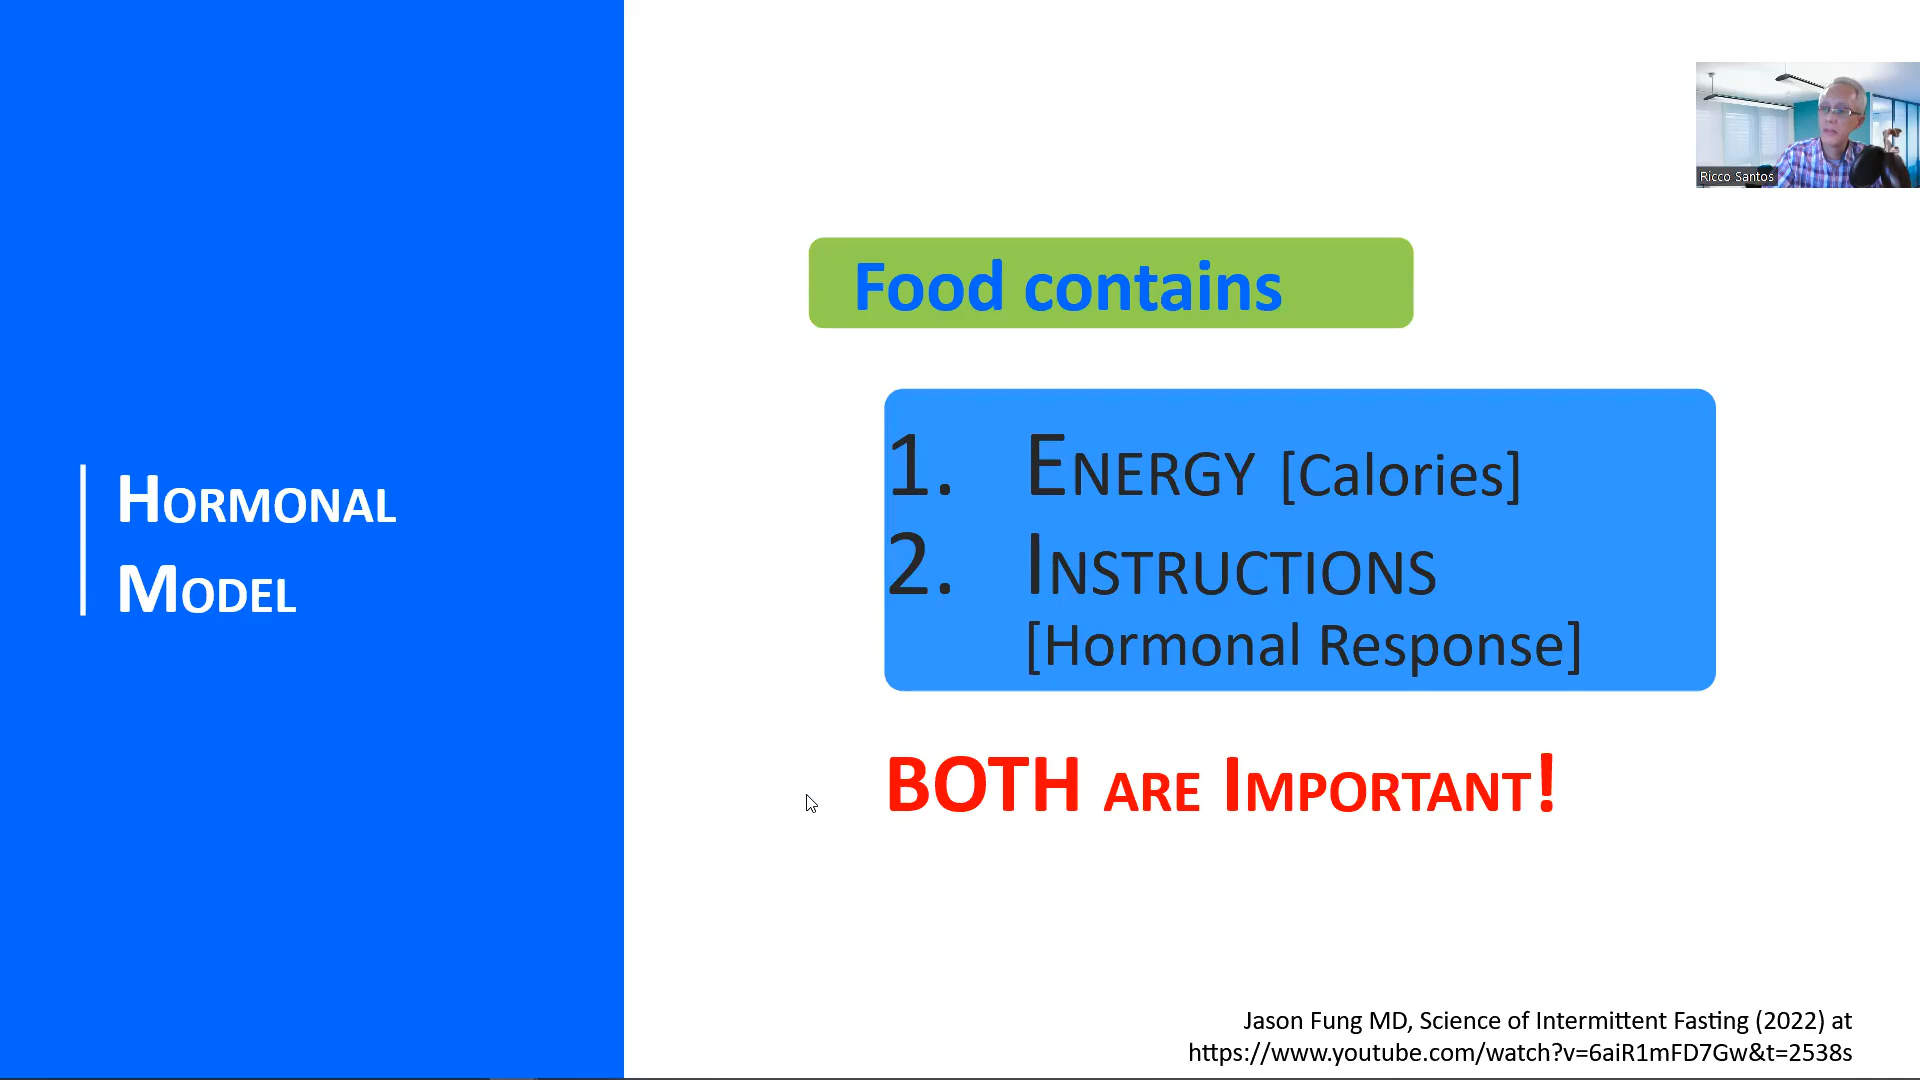 HORMONAL
MODEL
Ricco Santos
Food contains
1. ENERGY [Calories]
2. INSTRUCTIONS
[Hormonal Response]
BOTH ARE IMPORTANT!
Jason Fung MD, Science of Intermittent Fasting (2022) at
https://www.youtube.com/watch?v=6aiR1mFD7Gw&t=2538s